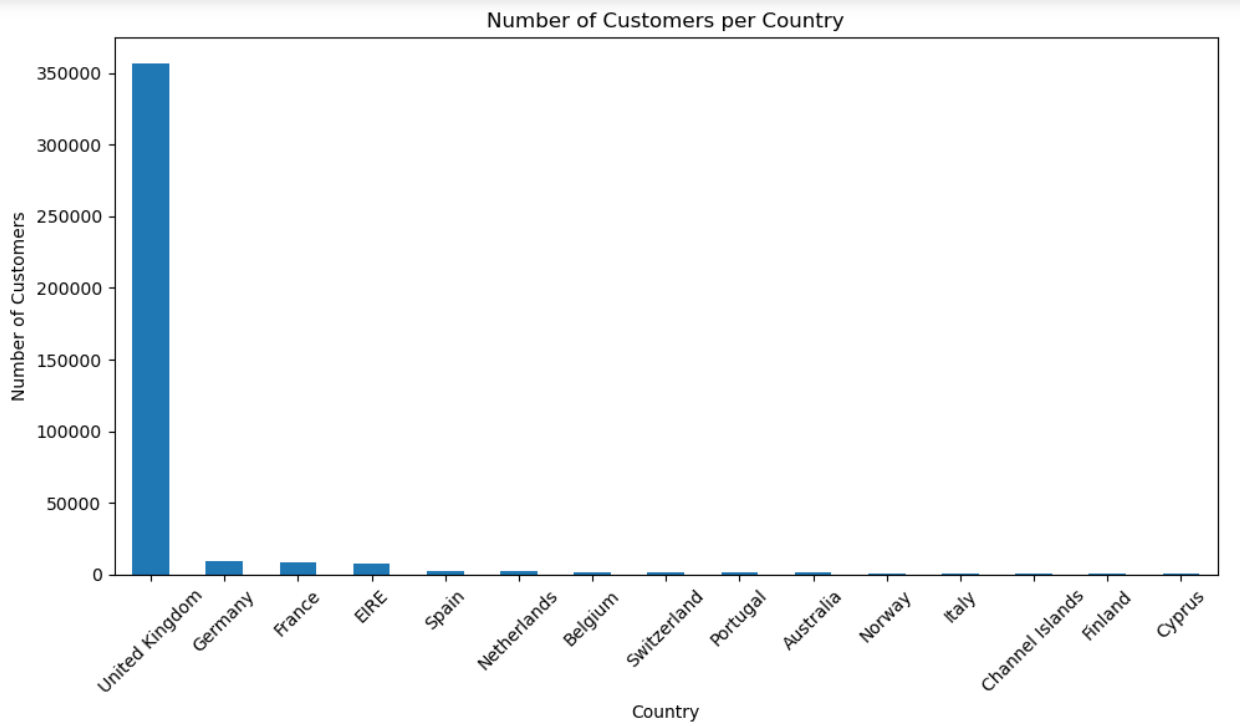 Number of Customers per Country
Number of Customers
350000
300000
250000
200000
150000
100000
50000
0
United Kingdom
Germany
France
EIRE
Spain
Netherlands
Belgium
Switzerland
Portugal
Australia
Norway
Italy
Channel Islands
Finland
Cyprus
Country